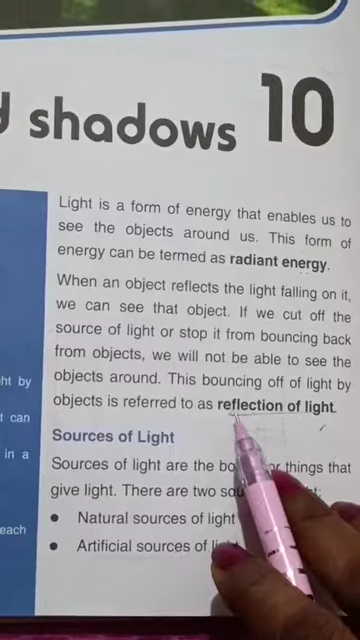 shadows 10
Light is a form of energy that enables us to
see the objects around us. This form of
energy can be termed as radiant energy.
When an object reflects the light falling on it,
we can see that object. If we cut off the
source of light or stop it from bouncing back
from objects, we will not be able to see the
objects around. This bouncing off of light by
objects is referred to as reflection of light.
Sources of Light
Sources of light are the or things that
give light. There are two
• Natural sources of light
• Artificial sources of
ht by
t can
in a
each